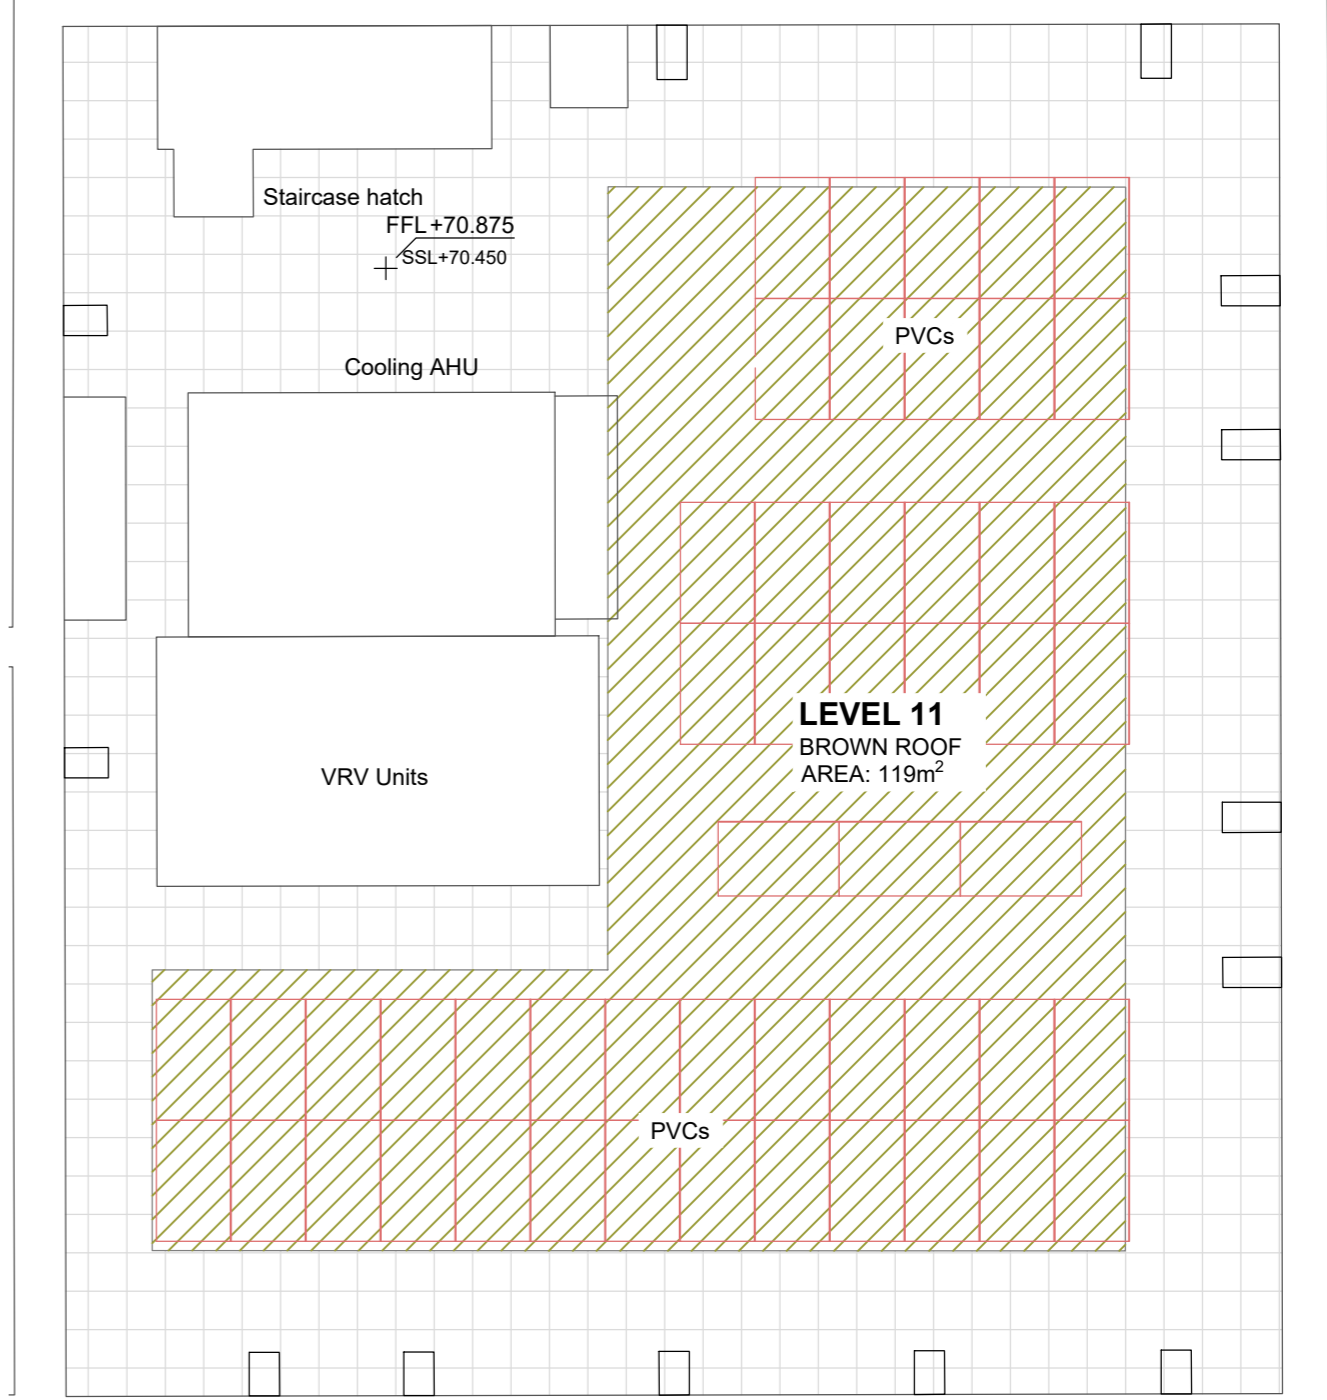 Staircase hatch
FFL+70.875
SSL+70.450
PVCs
Cooling AHU
LEVEL 11
BROWN ROOF
AREA: 119m²
VRV Units
PVCs